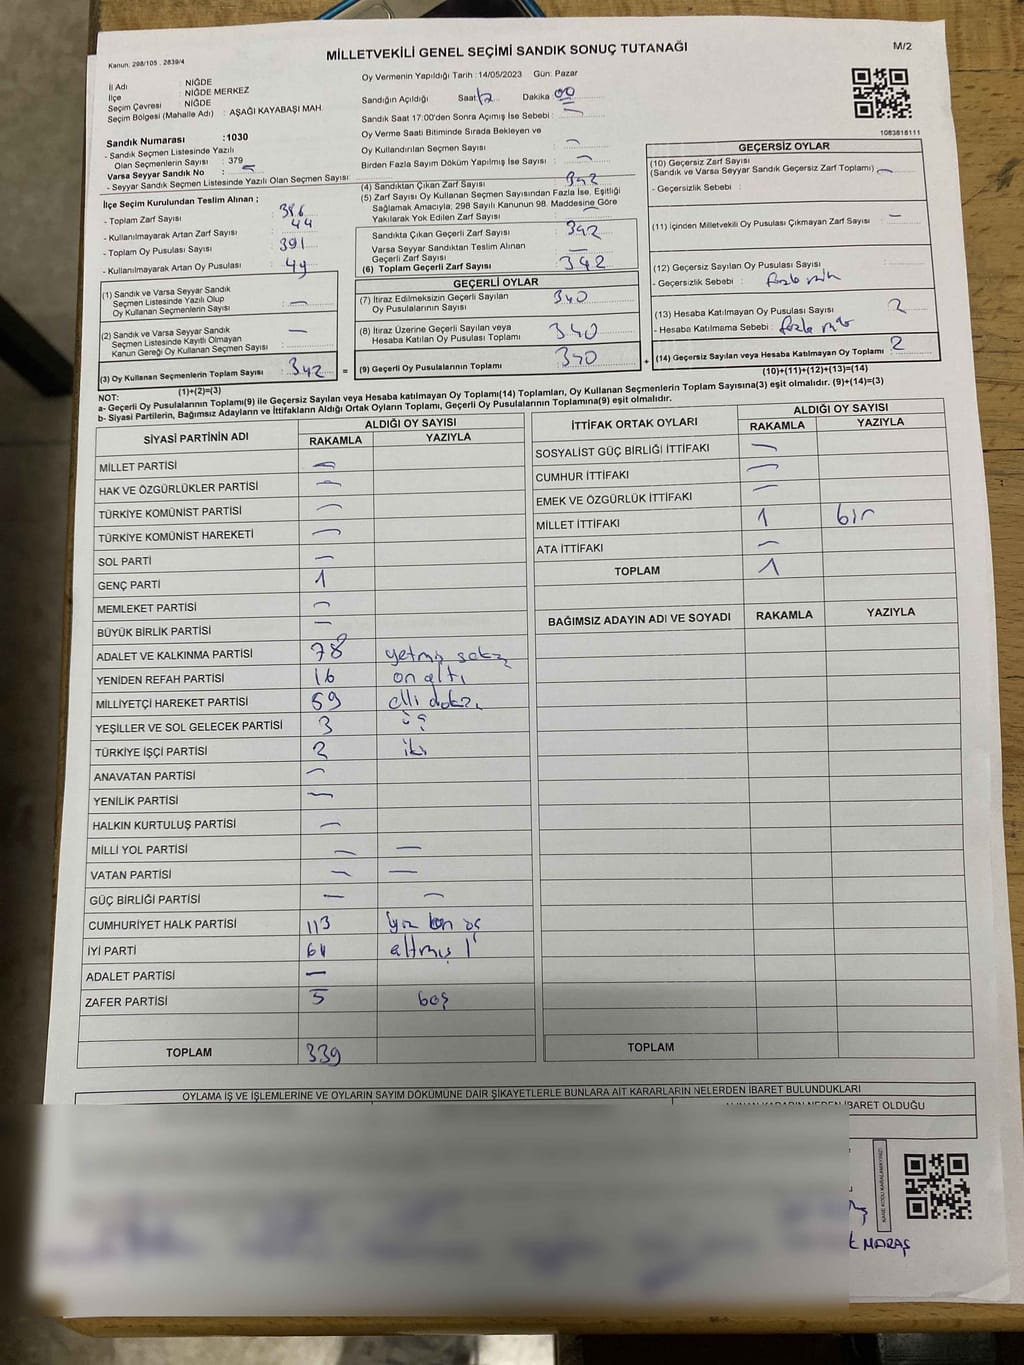 MİLLETVEKİLİ GENEL SEÇİMİ SANDIK SONUÇ TUTANAĞI
M/2
Kanun. 298/105 . 2839/4
İl Adı : NİĞDE
İlçe : NİĞDE MERKEZ
Seçim Çevresi : NİĞDE
Seçim Bölgesi (Mahalle Adı) : AŞAĞI KAYABAŞI MAH.
Sandık Numarası :1030
- Sandık Seçmen Listesinde Yazılı
Olan Seçmenlerin Sayısı : 379
Varsa Seyyar Sandık No :
- Seyyar Sandık Seçmen Listesinde Yazılı Olan Seçmen Sayısı:
İlçe Seçim Kurulundan Teslim Alınan ;
- Toplam Zarf Sayısı : 386
- Kullanılmayarak Artan Zarf Sayısı : 44
- Toplam Oy Pusulası Sayısı : 391
- Kullanılmayarak Artan Oy Pusulası : 49
Oy Vermenin Yapıldığı Tarih : 14/05/2023 Gün: Pazar
Sandığın Açıldığı Saat: 17 Dakika 00
Sandık Saat 17:00'den Sonra Açımış İse Sebebi : —
Oy Verme Saati Bitiminde Sırada Bekleyen ve
Oy Kullandırılan Seçmen Sayısı : —
Birden Fazla Sayım Döküm Yapılmış İse Sayısı : —
(4) Sandıktan Çıkan Zarf Sayısı : 342
(5) Zarf Sayısı Oy Kullanan Seçmen Sayısından Fazla İse, Eşitliği
Sağlamak Amacıyla; 298 Sayılı Kanunun 98. Maddesine Göre
Yakılarak Yok Edilen Zarf Sayısı : —
Sandıkta Çıkan Geçerli Zarf Sayısı : 342
Varsa Seyyar Sandıktan Teslim Alınan
Geçerli Zarf Sayısı : —
(6) Toplam Geçerli Zarf Sayısı : 342
1083616111
GEÇERSİZ OYLAR
(10) Geçersiz Zarf Sayısı
(Sandık ve Varsa Seyyar Sandık Geçersiz Zarf Toplamı) : —
- Geçersizlik Sebebi :
(11) İçinden Milletvekili Oy Pusulası Çıkmayan Zarf Sayısı : —
(12) Geçersiz Sayılan Oy Pusulası Sayısı :
- Geçersizlik Sebebi :
(13) Hesaba Katılmayan Oy Pusulası Sayısı : 2
- Hesaba Katılmama Sebebi :
(14) Geçersiz Sayılan veya Hesaba Katılmayan Oy Toplamı : 2
(10)+(11)+(12)+(13)=(14)
(1) Sandık ve Varsa Seyyar Sandık
Seçmen Listesinde Yazılı Olup
Oy Kullanan Seçmenlerin Sayısı : —
(2) Sandık ve Varsa Seyyar Sandık
Seçmen Listesinde Kayıtlı Olmayan
Kanun Gereği Oy Kullanan Seçmen Sayısı : —
(3) Oy Kullanan Seçmenlerin Toplam Sayısı : 342
(1)+(2)=(3)
=
GEÇERLİ OYLAR
(7) İtiraz Edilmeksizin Geçerli Sayılan
Oy Pusulalarının Sayısı : 340
(8) İtiraz Üzerine Geçerli Sayılan veya
Hesaba Katılan Oy Pusulası Toplamı : 340
(9) Geçerli Oy Pusulalarının Toplamı : 340
+
NOT:
a- Geçerli Oy Pusulalarının Toplamı(9) ile Geçersiz Sayılan veya Hesaba katılmayan Oy Toplamı(14) Toplamları, Oy Kullanan Seçmenlerin Toplam Sayısına(3) eşit olmalıdır. (9)+(14)=(3)
b- Siyasi Partilerin, Bağımsız Adayların ve İttifakların Aldığı Ortak Oyların Toplamı, Geçerli Oy Pusulalarının Toplamına(9) eşit olmalıdır.
SİYASİ PARTİNİN ADI ALDIĞI OY SAYISI
RAKAMLA YAZIYLA
MİLLET PARTİSİ —
HAK VE ÖZGÜRLÜKLER PARTİSİ —
TÜRKİYE KOMÜNİST PARTİSİ —
TÜRKİYE KOMÜNİST HAREKETİ —
SOL PARTİ —
GENÇ PARTİ 1
MEMLEKET PARTİSİ —
BÜYÜK BİRLİK PARTİSİ —
ADALET VE KALKINMA PARTİSİ 78 yetmiş sekiz
YENİDEN REFAH PARTİSİ 16 on altı
MİLLİYETÇİ HAREKET PARTİSİ 59 elli dokuz
YEŞİLLER VE SOL GELECEK PARTİSİ 3 üç
TÜRKİYE İŞÇİ PARTİSİ 2 iki
ANAVATAN PARTİSİ —
YENİLİK PARTİSİ —
HALKIN KURTULUŞ PARTİSİ —
MİLLİ YOL PARTİSİ — —
VATAN PARTİSİ — —
GÜÇ BİRLİĞİ PARTİSİ — —
CUMHURİYET HALK PARTİSİ 113 yüz on üç
İYİ PARTİ altmış
ADALET PARTİSİ —
ZAFER PARTİSİ 5 beş
TOPLAM 339
İTTİFAK ORTAK OYLARI ALDIĞI OY SAYISI
RAKAMLA YAZIYLA
SOSYALİST GÜÇ BİRLİĞİ İTTİFAKI —
CUMHUR İTTİFAKI —
EMEK VE ÖZGÜRLÜK İTTİFAKI —
MİLLET İTTİFAKI 1 bir
ATA İTTİFAKI —
TOPLAM 1
BAĞIMSIZ ADAYIN ADI VE SOYADI RAKAMLA YAZIYLA
TOPLAM
OYLAMA İŞ VE İŞLEMLERİNE VE OYLARIN SAYIM DÖKÜMÜNE DAİR ŞİKAYETLERLE BUNLARA AİT KARARLARIN NELERDEN İBARET BULUNDUKLARI
İBARET OLDUĞU
MARAŞ